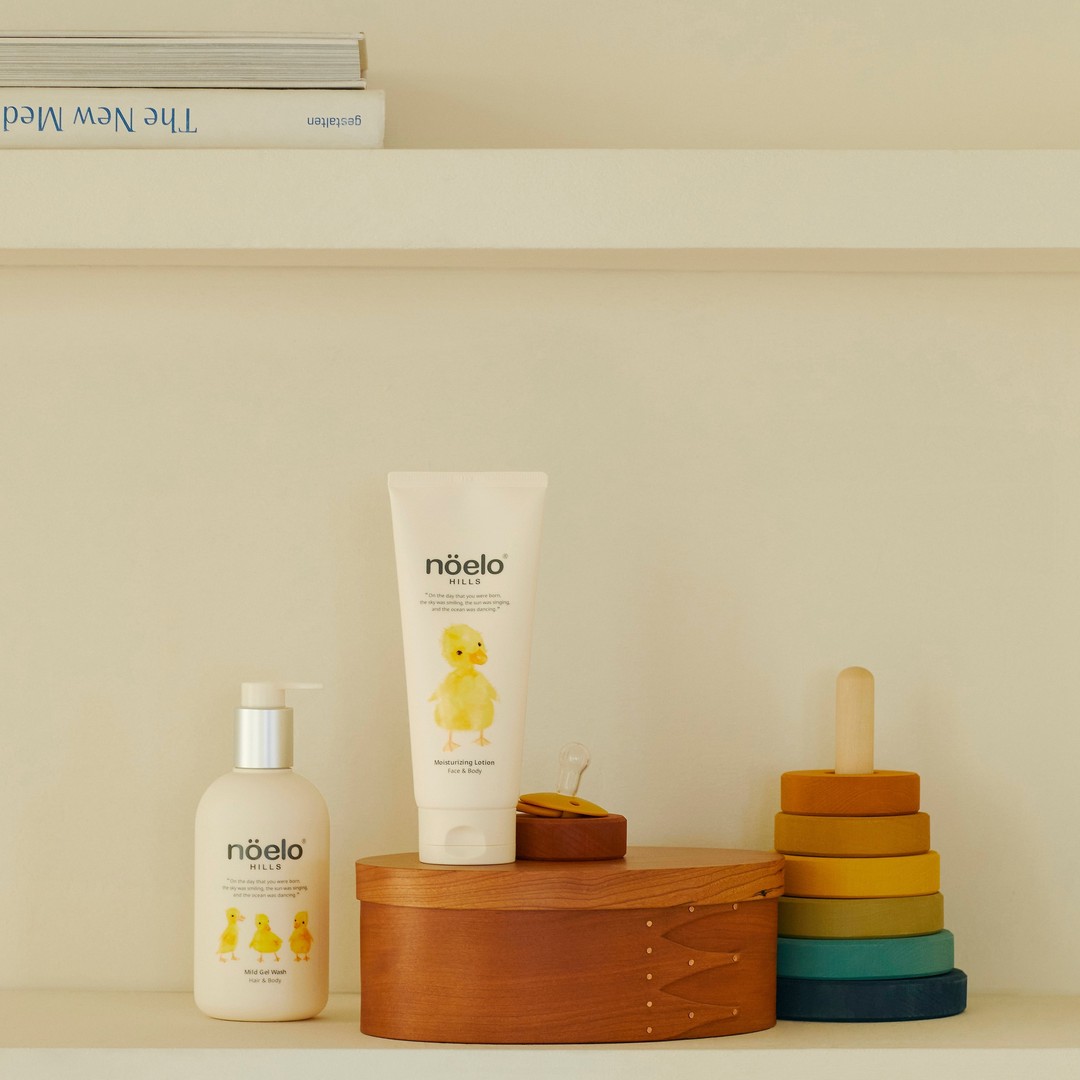 The New Med
gestalten
nöelo®
HILLS
"On the day that you were born,
the sky was smiling, the sun was singing,
and the ocean was dancing."
Moisturizing Lotion
Face & Body
nöelo®
HILLS
"On the day that you were born,
the sky was smiling, the sun was singing,
and the ocean was dancing."
Mild Gel Wash
Hair & Body